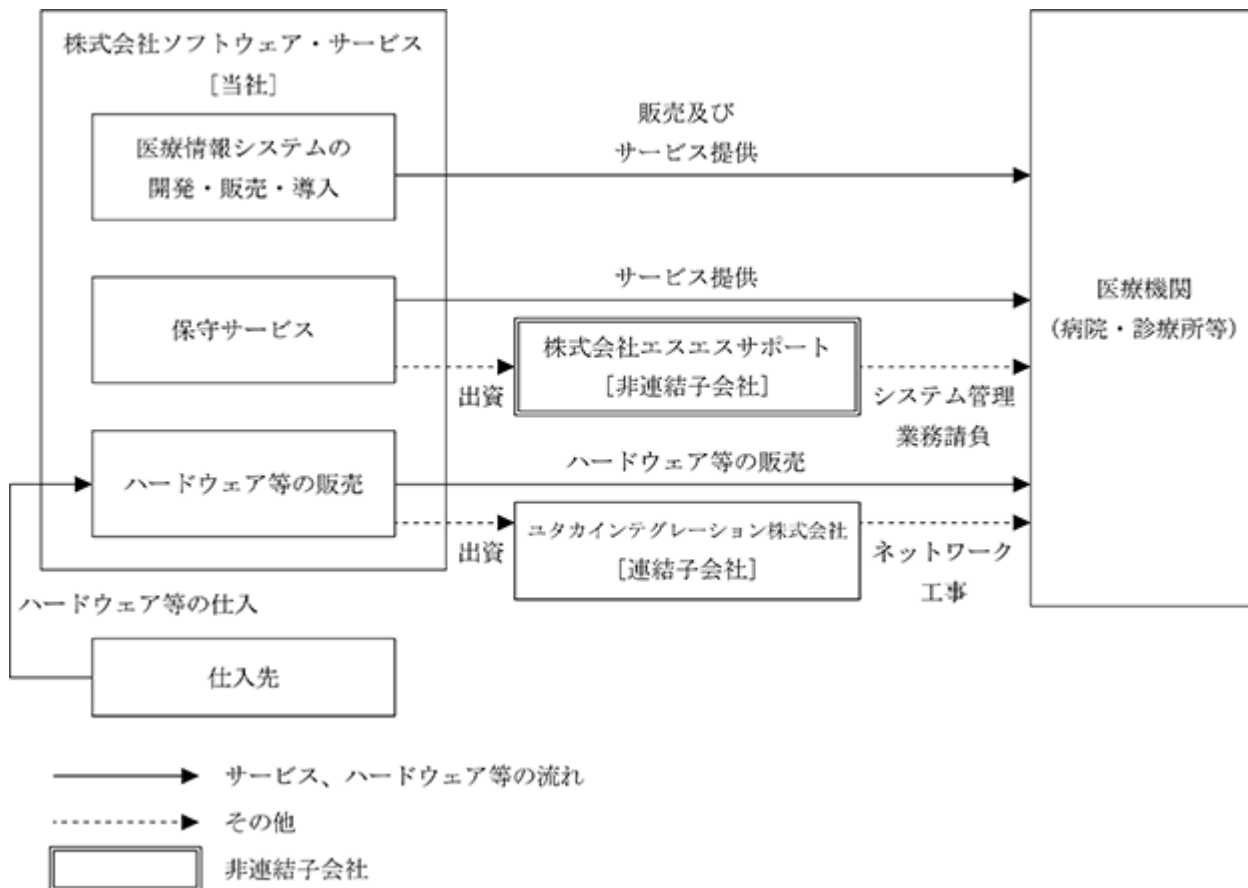 株式会社ソフトウェア・サービス
［当社］
医療情報システムの
開発・販売・導入
販売及び
サービス提供
保守サービス
サービス提供
医療機関
(病院・診療所等)
出資
株式会社エスエスサポート
［非連結子会社］
システム管理
業務請負
ハードウェア等の販売
ハードウェア等の販売
出資
ユタカインテグレーション株式会社
［連結子会社］
ネットワーク
工事
ハードウェア等の仕入
仕入先
サービス、ハードウェア等の流れ
その他
非連結子会社